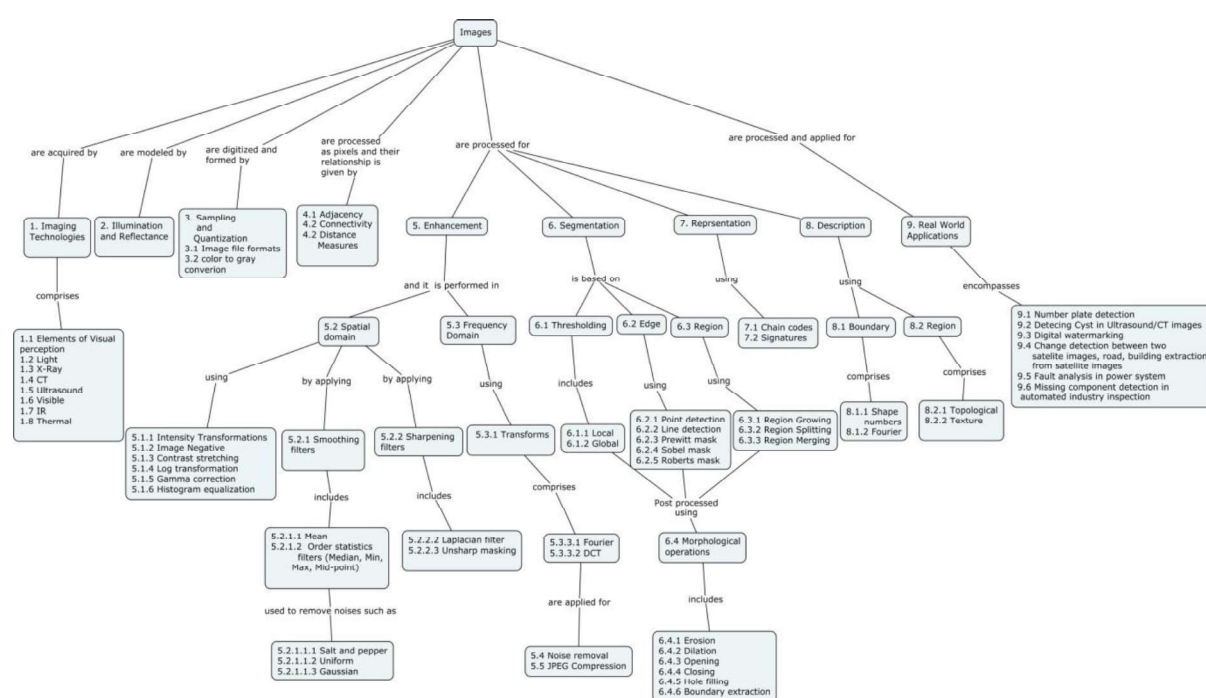 Images
are acquired by
are modeled by
are digitized and
formed by
are processed
as pixels and their
relationship is
given by
are processed for
are processed and applied for
1. Imaging
Technologies
2. Illumination
and Reflectance
3. Sampling
and
Quantization
3.1 Image file formats
3.2 color to gray
converion
4.1 Adjacency
4.2 Connectivity
4.2 Distance
Measures
5. Enhancement
6. Segmentation
7. Reprsentation
8. Description
9. Real World
Applications
comprises
and it is performed in
is based on
using
using
encompasses
1.1 Elements of Visual
perception
1.2 Light
1.3 X-Ray
1.4 CT
1.5 Ultrasound
1.6 Visible
1.7 IR
1.8 Thermal
5.2 Spatial
domain
5.3 Frequency
Domain
6.1 Thresholding
6.2 Edge
6.3 Region
7.1 Chain codes
7.2 Signatures
8.1 Boundary
8.2 Region
9.1 Number plate detection
9.2 Detecing Cyst in Ultrasound/CT images
9.3 Digital watermarking
9.4 Change detection between two
satelite images, road, building extraction
from satellite images
9.5 Fault analysis in power system
9.6 Missing component detection in
automated industry inspection
using
by applying
by applying
using
includes
using
using
comprises
comprises
5.1.1 Intensity Transformations
5.1.2 Image Negative
5.1.3 Contrast stretching
5.1.4 Log transformation
5.1.5 Gamma correction
5.1.6 Histogram equalization
5.2.1 Smoothing
filters
5.2.2 Sharpening
filters
5.3.1 Transforms
6.1.1 Local
6.1.2 Global
6.2.1 Point detection
6.2.2 Line detection
6.2.3 Prewitt mask
6.2.4 Sobel mask
6.2.5 Roberts mask
6.3.1 Region Growing
6.3.2 Region Splitting
6.3.3 Region Merging
8.1.1 Shape
numbers
8.1.2 Fourier
8.2.1 Topological
8.2.2 Texture
includes
includes
comprises
Post processed
using
5.2.1.1 Mean
5.2.1.2 Order statistics
filters (Median, Min,
Max, Mid-point)
5.2.2.2 Laplacian filter
5.2.2.3 Unsharp masking
5.3.3.1 Fourier
5.3.3.2 DCT
6.4 Morphological
operations
used to remove noises such as
are applied for
includes
5.2.1.1.1 Salt and pepper
5.2.1.1.2 Uniform
5.2.1.1.3 Gaussian
5.4 Noise removal
5.5 JPEG Compression
6.4.1 Erosion
6.4.2 Dilation
6.4.3 Opening
6.4.4 Closing
6.4.5 Hole filling
6.4.6 Boundary extraction